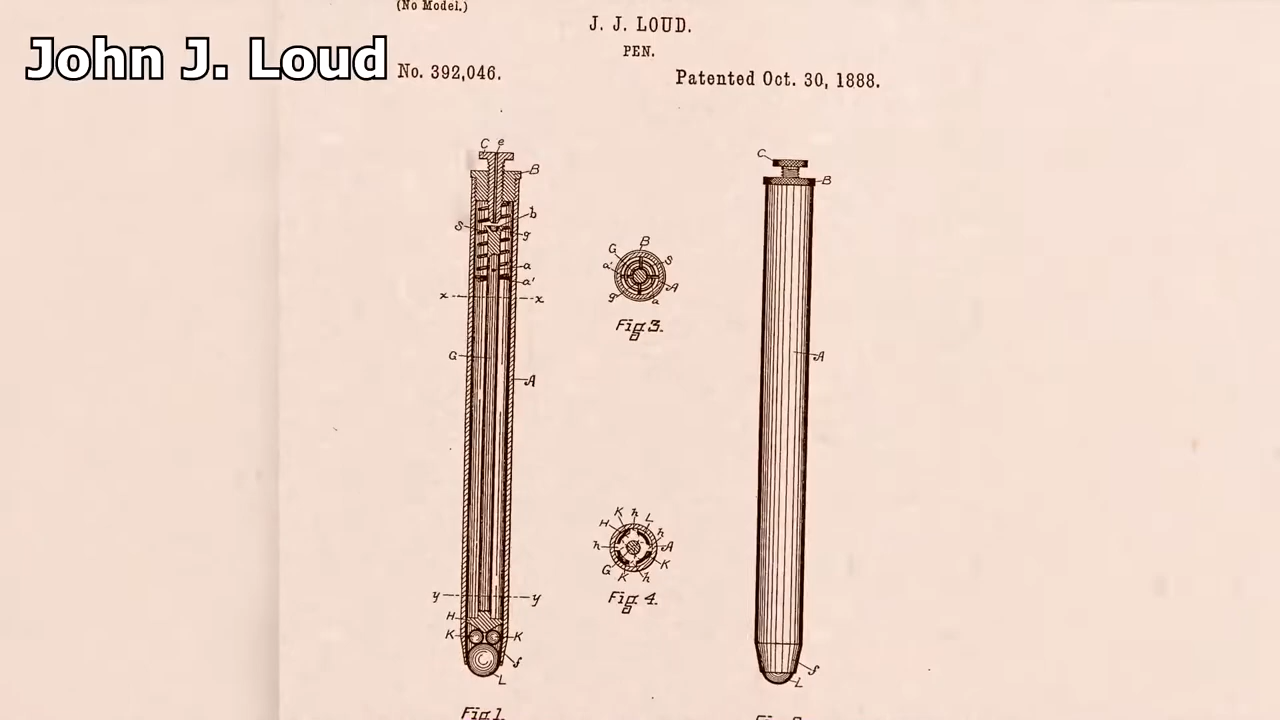 (No Model.)
J. J. LOUD.
PEN.
John J. Loud
No. 392,046.
Patented Oct. 30, 1888.
C e
B
b
S
g
a
a'
x x
G
A
y y
H
K K
f
L
Fig 1.
B
G
S
a'
A
g
a
Fig 3.
K h L
H h
h A
G K
K h
Fig. 4.
C
B
A
f
L